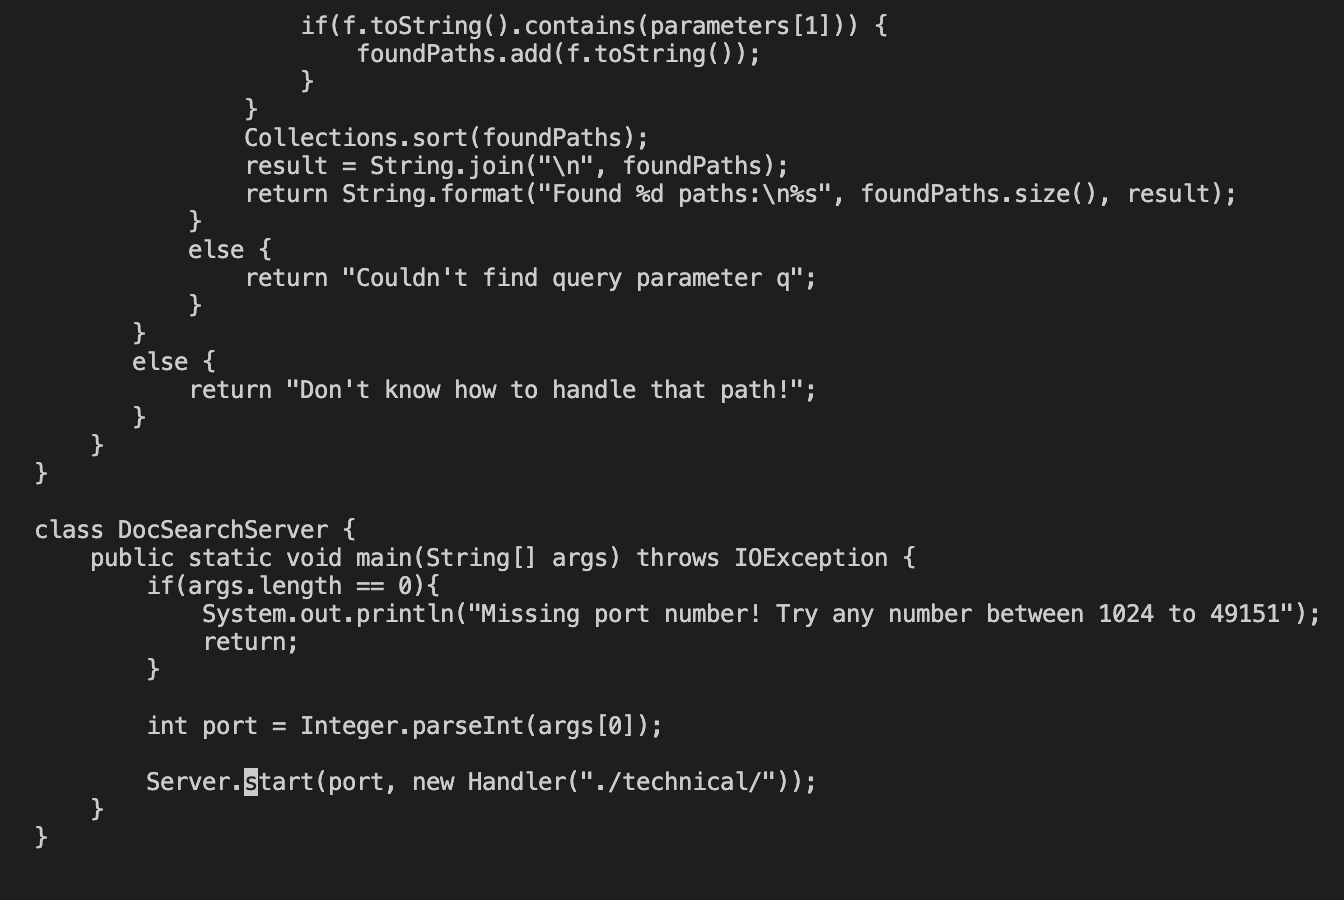 if(f.toString().contains(parameters[1])) {
foundPaths.add(f.toString());
}
}
Collections.sort(foundPaths);
result = String.join("\n", foundPaths);
return String.format("Found %d paths:\n%s", foundPaths.size(), result);
}
else {
return "Couldn't find query parameter q";
}
}
else {
return "Don't know how to handle that path!";
}
}
}
class DocSearchServer {
public static void main(String[] args) throws IOException {
if(args.length == 0){
System.out.println("Missing port number! Try any number between 1024 to 49151");
return;
}
int port = Integer.parseInt(args[0]);
Server.start(port, new Handler("./technical/"));
}
}